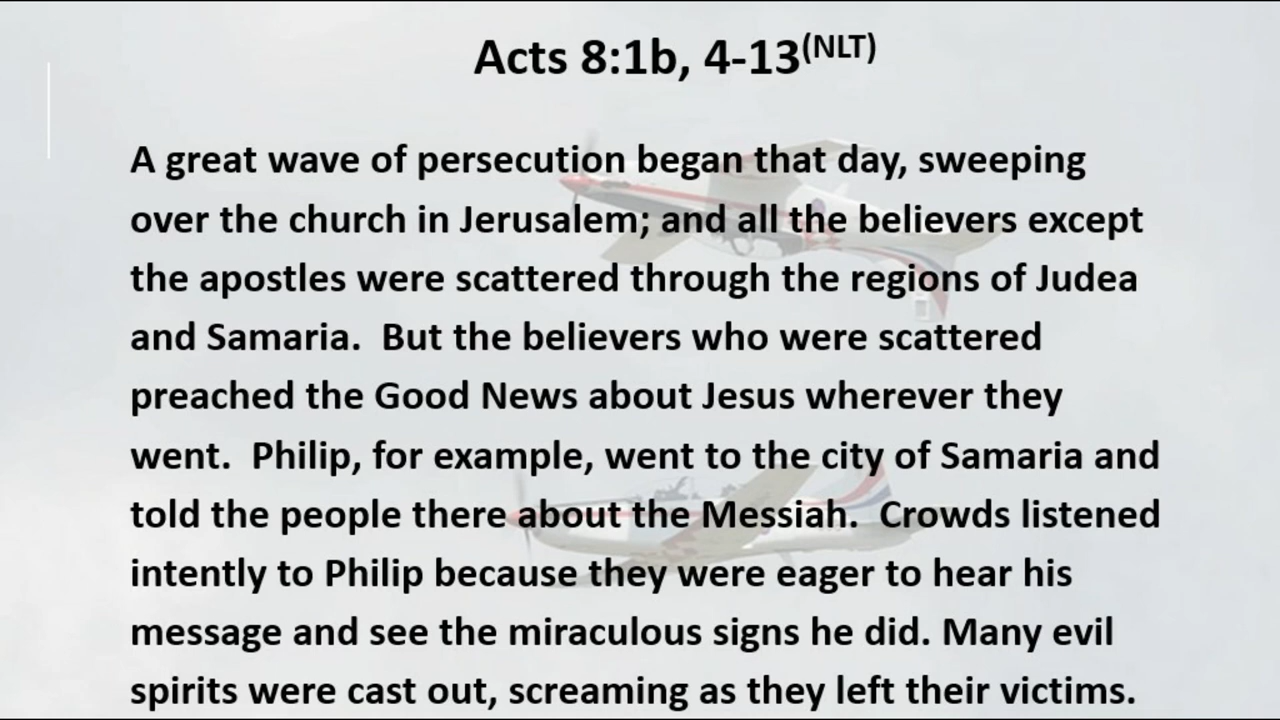 Acts 8:1b, 4-13(NLT)
A great wave of persecution began that day, sweeping
over the church in Jerusalem; and all the believers except
the apostles were scattered through the regions of Judea
and Samaria.  But the believers who were scattered
preached the Good News about Jesus wherever they
went.  Philip, for example, went to the city of Samaria and
told the people there about the Messiah.  Crowds listened
intently to Philip because they were eager to hear his
message and see the miraculous signs he did. Many evil
spirits were cast out, screaming as they left their victims.